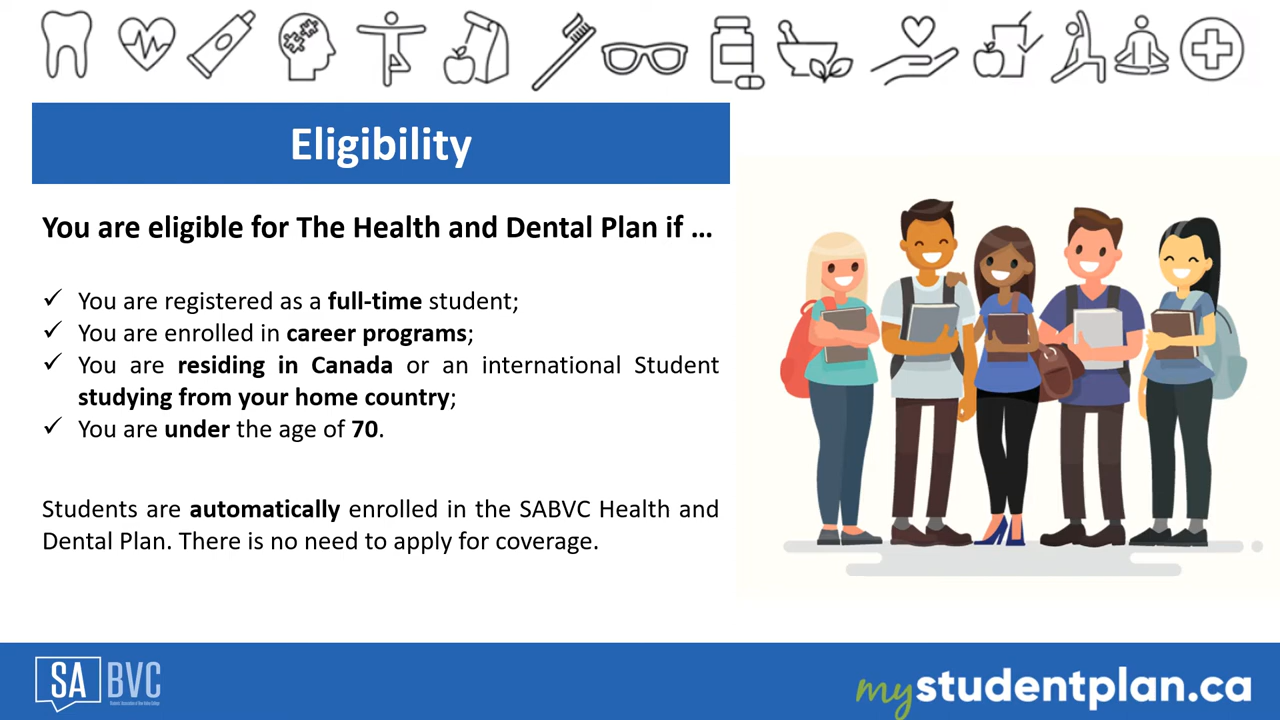 Eligibility
You are eligible for The Health and Dental Plan if ...
✓ You are registered as a full-time student;
✓ You are enrolled in career programs;
✓ You are residing in Canada or an international Student
studying from your home country;
✓ You are under the age of 70.
Students are automatically enrolled in the SABVC Health and
Dental Plan. There is no need to apply for coverage.
SA BVC
mystudentplan.ca